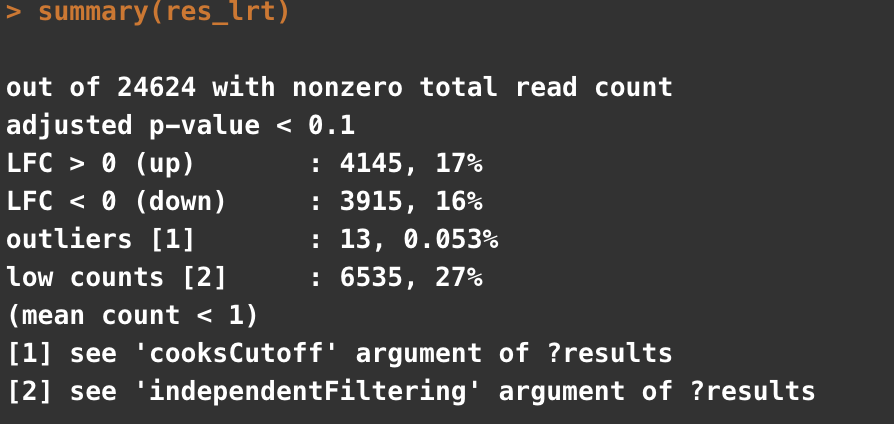 > summary(res_lrt)
out of 24624 with nonzero total read count
adjusted p-value < 0.1
LFC > 0 (up)       : 4145, 17%
LFC < 0 (down)     : 3915, 16%
outliers [1]       : 13, 0.053%
low counts [2]     : 6535, 27%
(mean count < 1)
[1] see 'cooksCutoff' argument of ?results
[2] see 'independentFiltering' argument of ?results